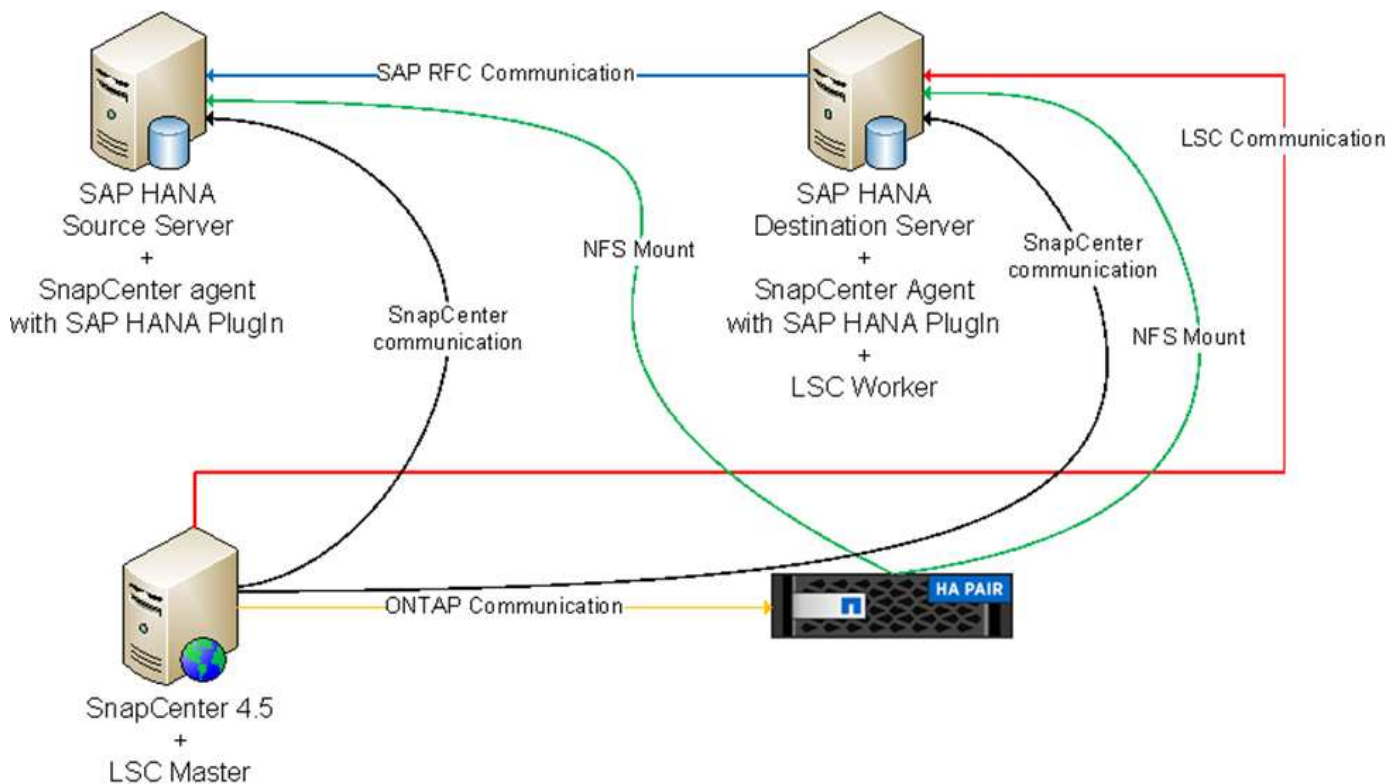 SAP RFC Communication
LSC Communication
SAP HANA
Source Server
+
SnapCenter agent
with SAP HANA PlugIn
NFS Mount
SAP HANA
Destination Server
+
SnapCenter Agent
with SAP HANA PlugIn
+
LSC Worker
SnapCenter
communication
SnapCenter
communication
NFS Mount
ONTAP Communication
HA PAIR
SnapCenter 4.5
+
LSC Master